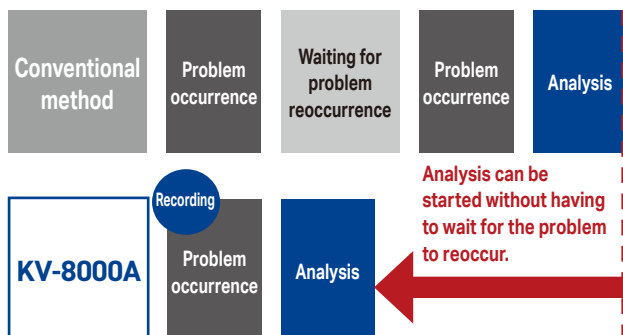 Conventional
method
Problem
occurrence
Waiting for
problem
reoccurrence
Problem
occurrence
Analysis
KV-8000A
Recording
Problem
occurrence
Analysis
Analysis can be
started without having
to wait for the problem
to reoccur.